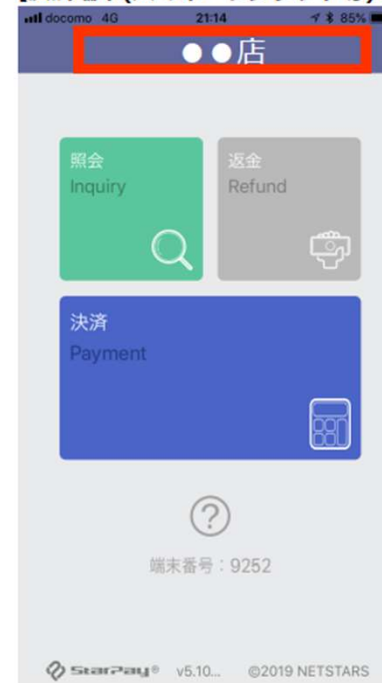 docomo 4G 21:14 85%
●●店
照会
Inquiry
返金
Refund
決済
Payment
?
端末番号：9252
StarPay® v5.10... ©2019 NETSTARS